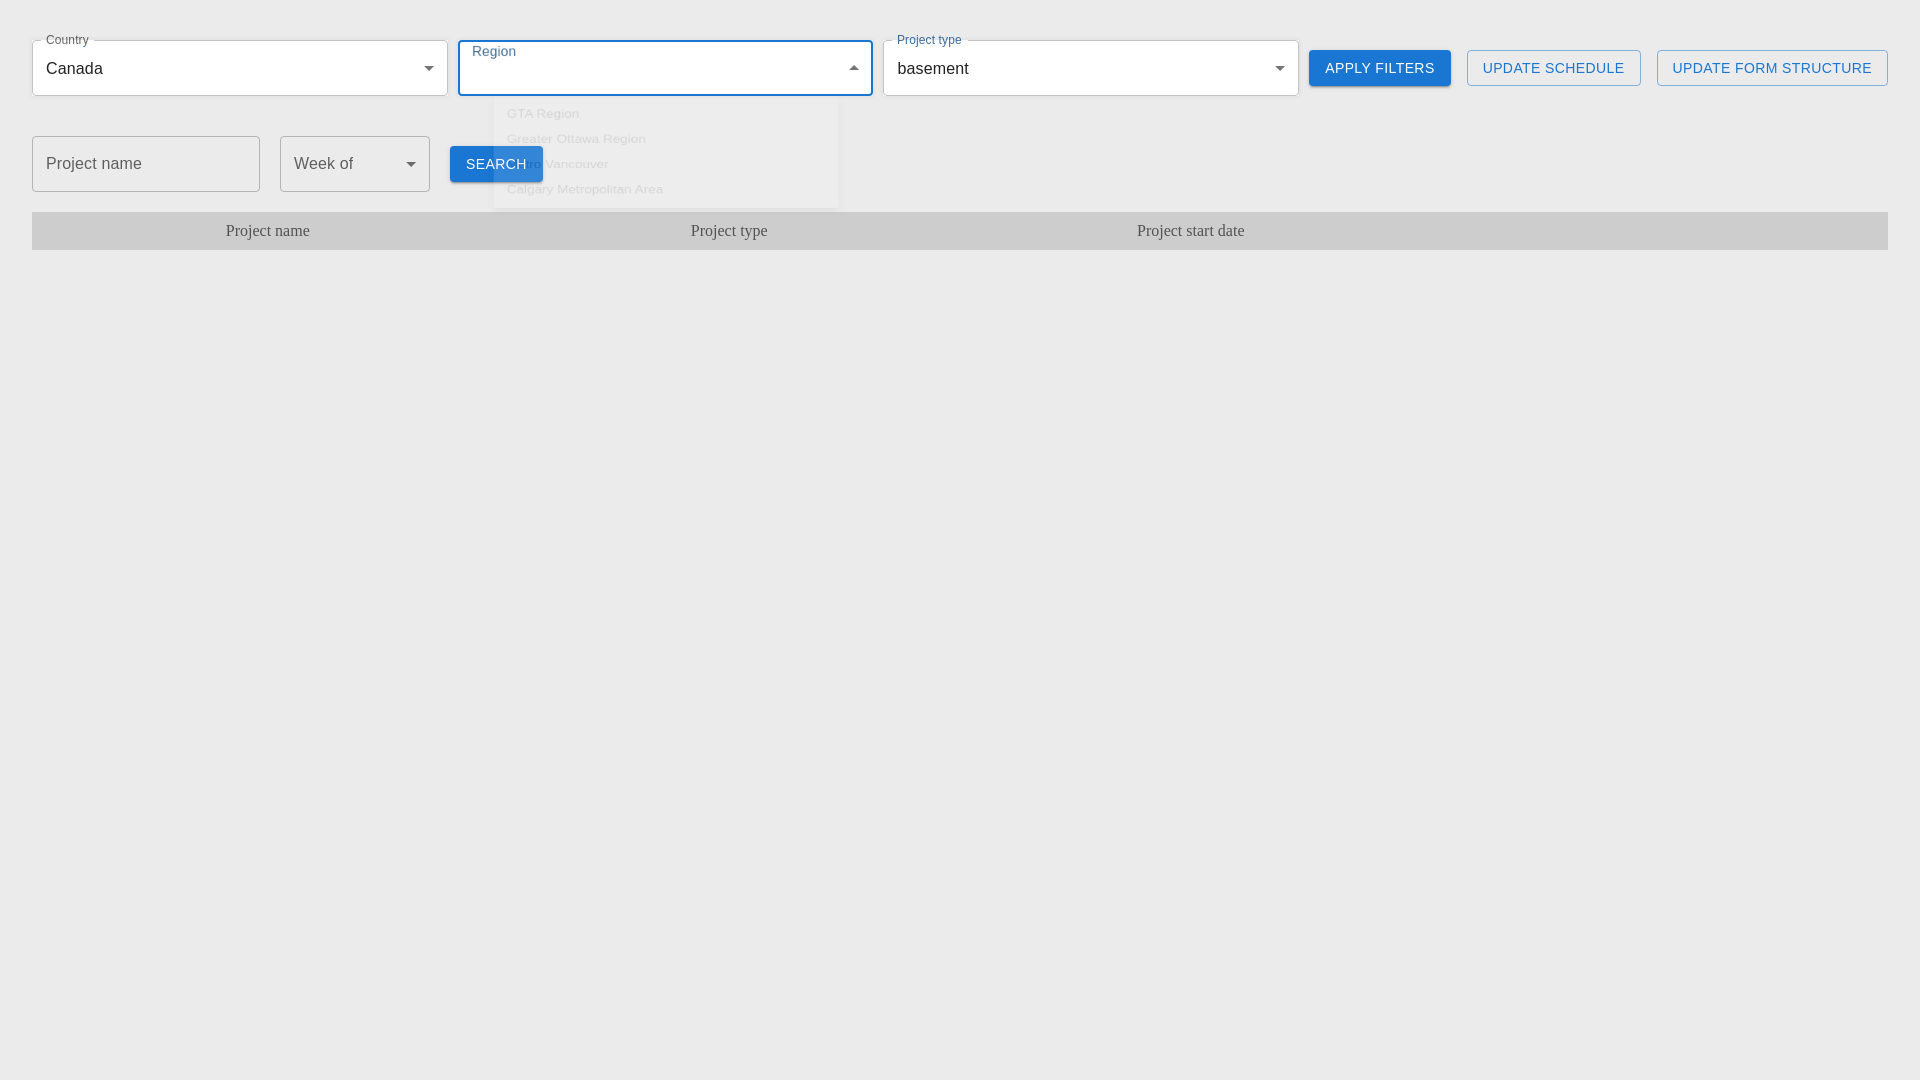 Country
Canada
Region
Project type
basement
APPLY FILTERS
UPDATE SCHEDULE
UPDATE FORM STRUCTURE
GTA Region
Greater Ottawa Region
Vancouver
Calgary Metropolitan Area
Project name
Week of
SEARCH
Project name
Project type
Project start date